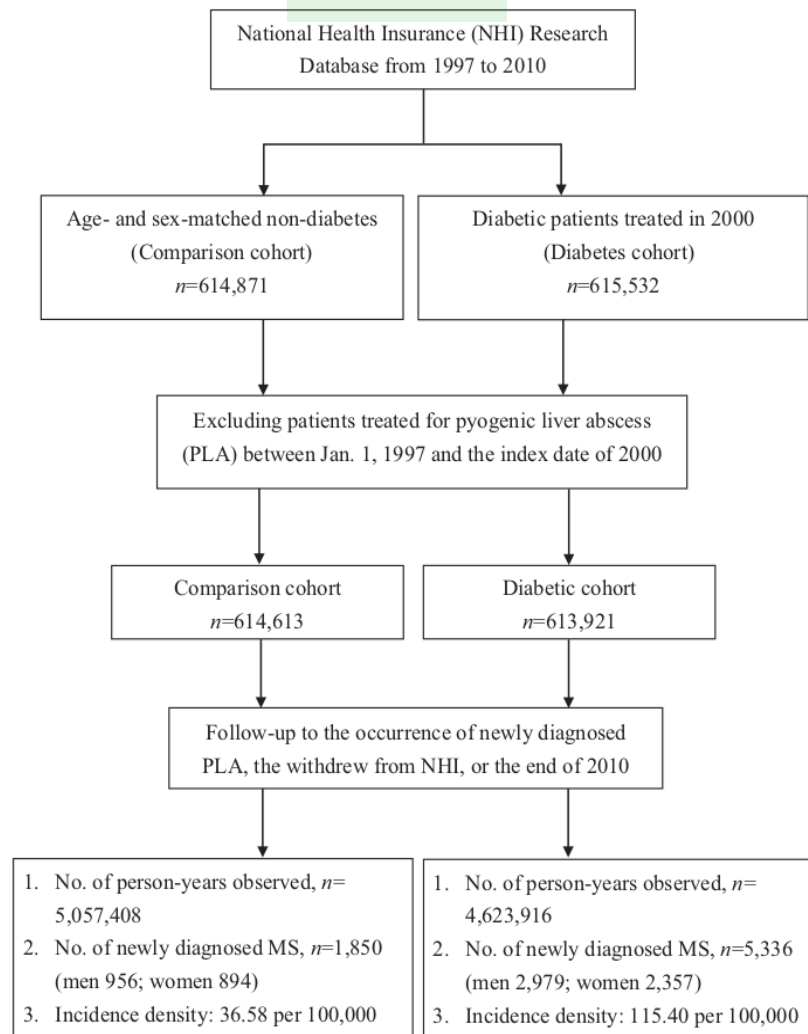 National Health Insurance (NHI) Research
Database from 1997 to 2010
Age- and sex-matched non-diabetes
(Comparison cohort)
n=614,871
Diabetic patients treated in 2000
(Diabetes cohort)
n=615,532
Excluding patients treated for pyogenic liver abscess
(PLA) between Jan. 1, 1997 and the index date of 2000
Comparison cohort
n=614,613
Diabetic cohort
n=613,921
Follow-up to the occurrence of newly diagnosed
PLA, the withdrew from NHI, or the end of 2010
1. No. of person-years observed, n=
5,057,408
2. No. of newly diagnosed MS, n=1,850
(men 956; women 894)
3. Incidence density: 36.58 per 100,000
1. No. of person-years observed, n=
4,623,916
2. No. of newly diagnosed MS, n=5,336
(men 2,979; women 2,357)
3. Incidence density: 115.40 per 100,000